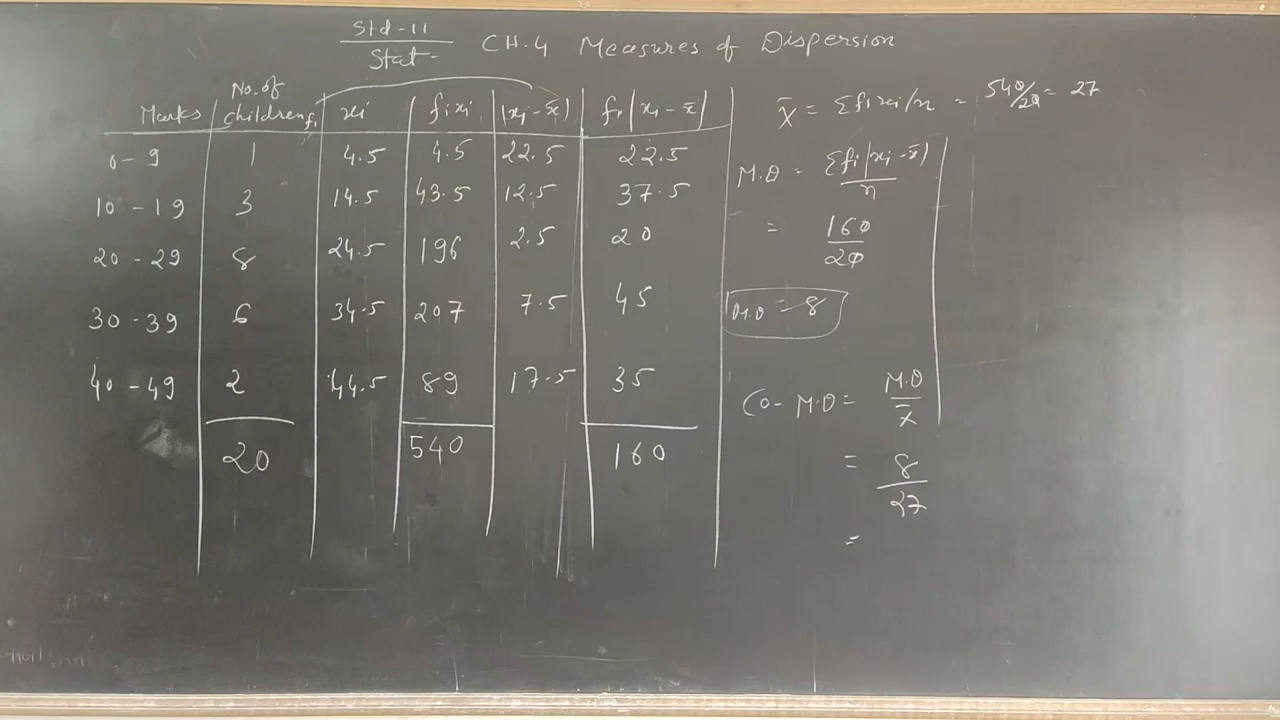 Std-11
Stat- CH.4 Measures of Dispersion
Marks | No. of children fi | xi | fixi | |xi-x̄| | fi|xi-x̄|
0-9 | 1 | 4.5 | 4.5 | 22.5 | 22.5
10-19 | 3 | 14.5 | 43.5 | 12.5 | 37.5
20-29 | 8 | 24.5 | 196 | 2.5 | 20
30-39 | 6 | 34.5 | 207 | 7.5 | 45
40-49 | 2 | 44.5 | 89 | 17.5 | 35
20 | 540 | 160
x̄ = Σfixi/n = 540/20 = 27
M.D = Σfi|xi-x̄|/n
= 160/20
M.D = 8
Co-M.D = M.D/x̄
= 8/27
=